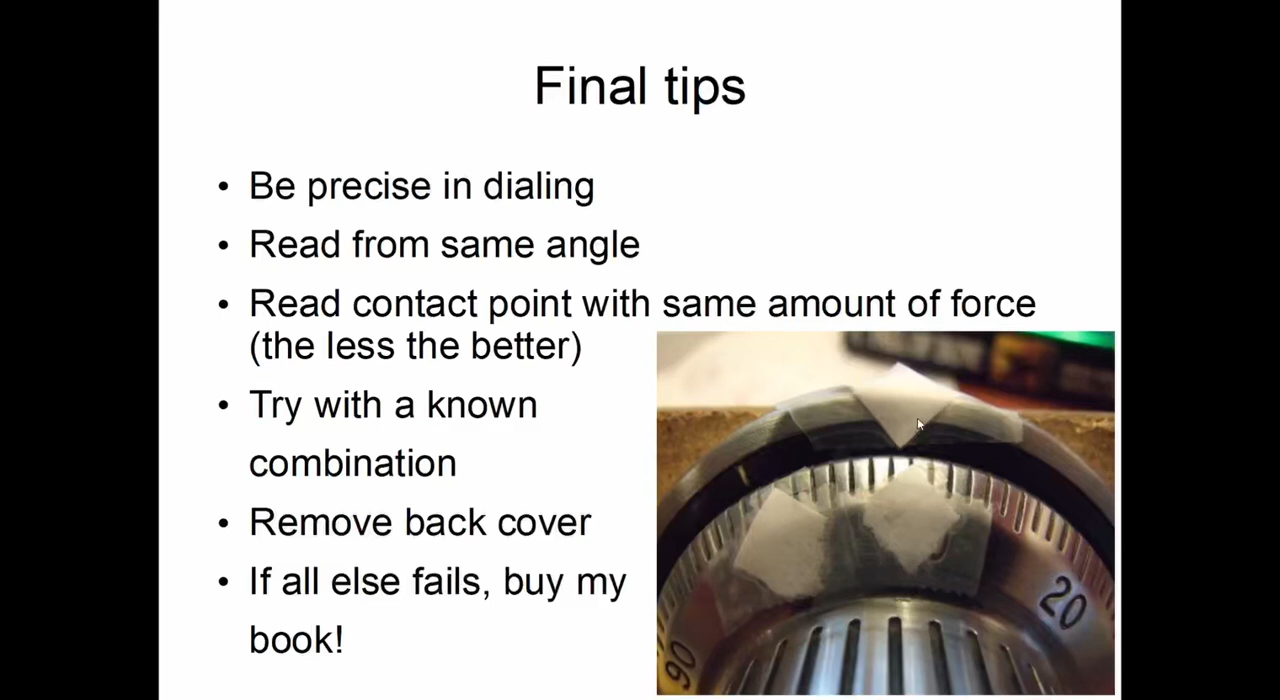 Final tips
• Be precise in dialing
• Read from same angle
• Read contact point with same amount of force
(the less the better)
• Try with a known
combination
• Remove back cover
• If all else fails, buy my
book!
20
90